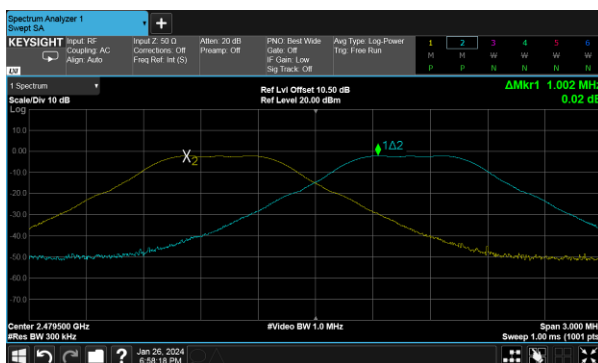 Spectrum Analyzer 1
Swept SA
+
KEYSIGHT Input: RF
Coupling: AC
Align: Auto
Input Z: 50 Ω
Corrections: Off
Freq Ref: Int (S)
Atten: 20 dB
Preamp: Off
PNO: Best Wide
Gate: Off
IF Gain: Low
Sig Track: Off
Avg Type: Log-Power
Trig: Free Run
1 2 3 4 5 6
M M W W W W
P P N N N N
LXI
1 Spectrum
Scale/Div 10 dB
Log
Ref Lvl Offset 10.50 dB
Ref Level 20.00 dBm
ΔMkr1 1.002 MHz
0.02 dB
10.0
0.00
-10.0
-20.0
-30.0
-40.0
-50.0
-60.0
-70.0
X2
1Δ2
Center 2.479500 GHz
#Res BW 300 kHz
#Video BW 1.0 MHz
Span 3.000 MHz
Sweep 1.00 ms (1001 pts)
?
Jan 26, 2024
6:58:18 PM